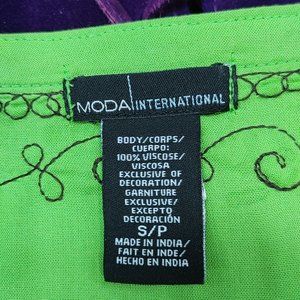 MODA INTERNATIONAL
BODY/CORPS/
CUERPO:
100% VISCOSE/
VISCOSA
EXCLUSIVE OF
DECORATION/
GARNITURE
EXCLUSIVE/
EXCEPTO
DECORACIÓN
S/P
MADE IN INDIA/
FAIT EN INDE/
HECHO EN INDIA